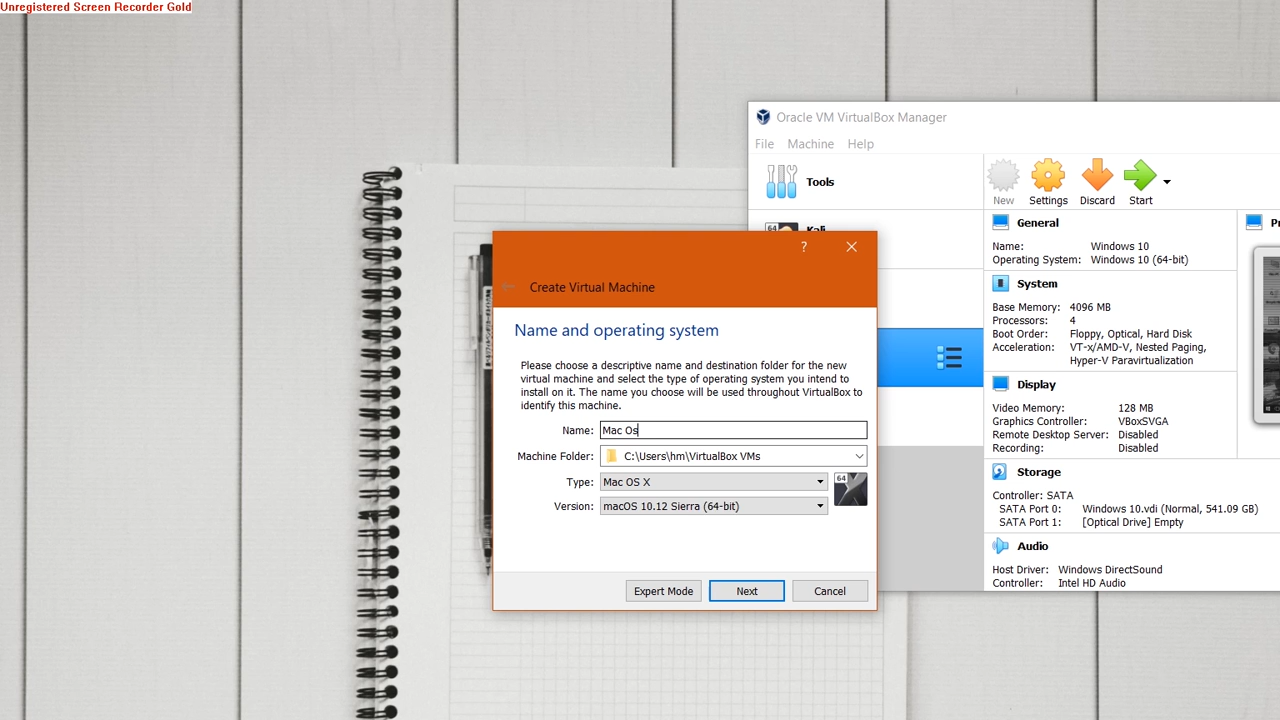 Unregistered Screen Recorder Gold
Oracle VM VirtualBox Manager
File Machine Help
Tools
New Settings Discard Start
64
Kali
General
Name: Windows 10
Operating System: Windows 10 (64-bit)
System
Base Memory: 4096 MB
Processors: 4
Boot Order: Floppy, Optical, Hard Disk
Acceleration: VT-x/AMD-V, Nested Paging,
Hyper-V Paravirtualization
Display
Video Memory: 128 MB
Graphics Controller: VBoxSVGA
Remote Desktop Server: Disabled
Recording: Disabled
Storage
Controller: SATA
SATA Port 0: Windows 10.vdi (Normal, 541.09 GB)
SATA Port 1: [Optical Drive] Empty
Audio
Host Driver: Windows DirectSound
Controller: Intel HD Audio
?
Create Virtual Machine
Name and operating system
Please choose a descriptive name and destination folder for the new
virtual machine and select the type of operating system you intend to
install on it. The name you choose will be used throughout VirtualBox to
identify this machine.
Name: Mac Os
Machine Folder: C:\Users\hm\VirtualBox VMs
Type: Mac OS X
64
Version: macOS 10.12 Sierra (64-bit)
Expert Mode Next Cancel